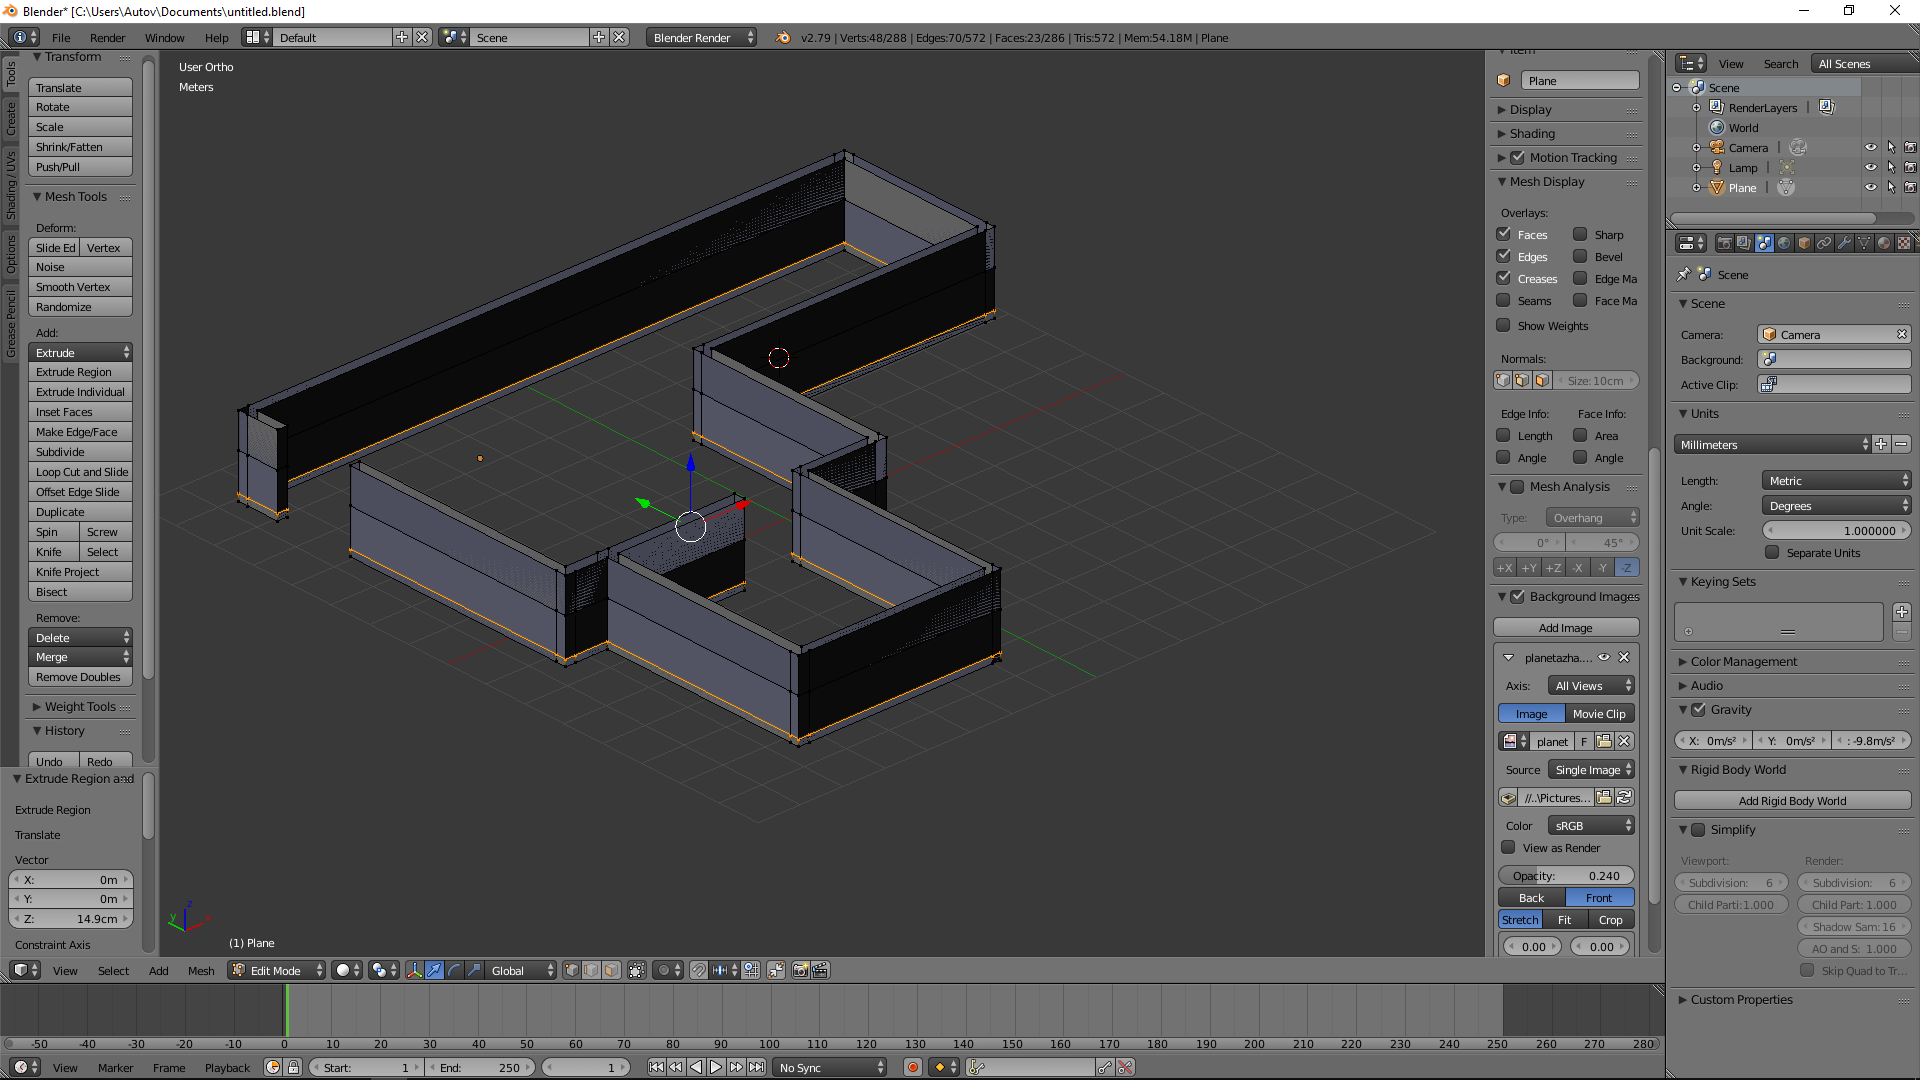 Blender* [C:\Users\Autov\Documents\untitled.blend]
File Render Window Help Default Scene Blender Render v2.79 | Verts:48/288 | Edges:70/572 | Faces:23/286 | Tris:572 | Mem:54.18M | Plane
Tools
Create
Shading / UVs
Options
Grease Pencil
Transform
Translate
Rotate
Scale
Shrink/Fatten
Push/Pull
Mesh Tools
Deform:
Slide Ed Vertex
Noise
Smooth Vertex
Randomize
Add:
Extrude
Extrude Region
Extrude Individual
Inset Faces
Make Edge/Face
Subdivide
Loop Cut and Slide
Offset Edge Slide
Duplicate
Spin Screw
Knife Select
Knife Project
Bisect
Remove:
Delete
Merge
Remove Doubles
Weight Tools
History
Undo Redo
Extrude Region and
Extrude Region
Translate
Vector
X: 0m
Y: 0m
Z: 14.9cm
Constraint Axis
User Ortho
Meters
z
y
x
(1) Plane
Item
Plane
Display
Shading
Motion Tracking
Mesh Display
Overlays:
Faces Sharp
Edges Bevel
Creases Edge Ma
Seams Face Ma
Show Weights
Normals:
Size: 10cm
Edge Info: Face Info:
Length Area
Angle Angle
Mesh Analysis
Type: Overhang
0° 45°
+X +Y +Z -X -Y -Z
Background Images
Add Image
planetazha....
Axis: All Views
Image Movie Clip
planet F
Source Single Image
//..\Pictures...
Color sRGB
View as Render
Opacity: 0.240
Back Front
Stretch Fit Crop
0.00 0.00
View Search All Scenes
Scene
RenderLayers
World
Camera
Lamp
Plane
Scene
Scene
Camera: Camera
Background:
Active Clip:
Units
Millimeters
Length: Metric
Angle: Degrees
Unit Scale: 1.000000
Separate Units
Keying Sets
Color Management
Audio
Gravity
X: 0m/s² Y: 0m/s² : -9.8m/s²
Rigid Body World
Add Rigid Body World
Simplify
Viewport: Render:
Subdivision: 6 Subdivision: 6
Child Parti:1.000 Child Part: 1.000
Shadow Sam: 16
AO and S: 1.000
Skip Quad to Tr...
Custom Properties
View Select Add Mesh Edit Mode Global
-50 -40 -30 -20 -10 0 10 20 30 40 50 60 70 80 90 100 110 120 130 140 150 160 170 180 190 200 210 220 230 240 250 260 270 280
View Marker Frame Playback Start: 1 End: 250 1 No Sync